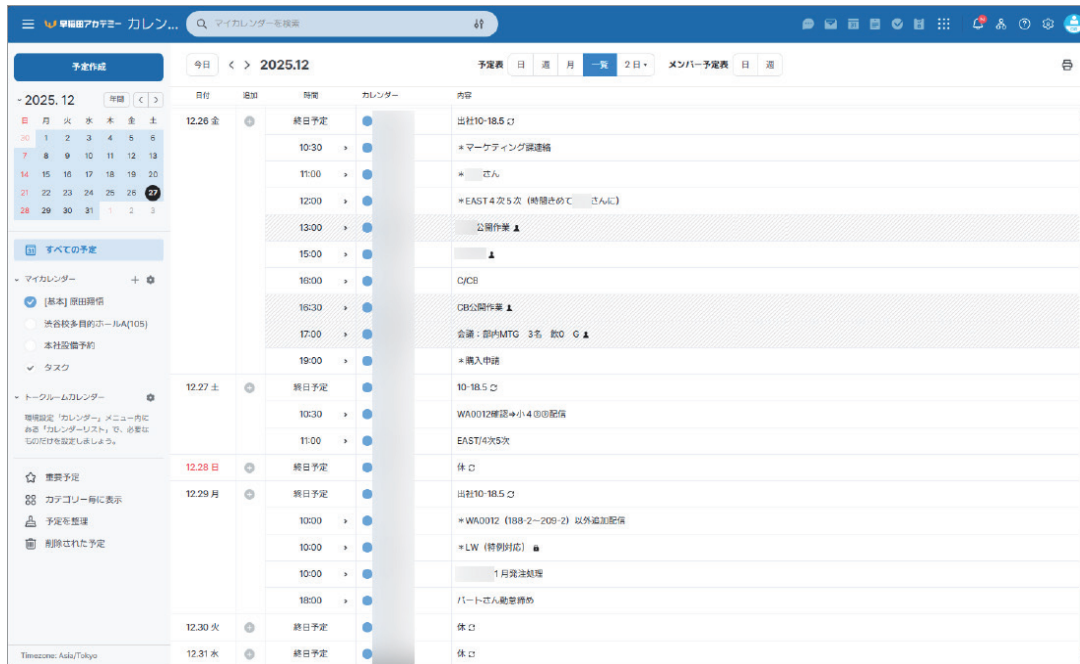 早稲田アカデミー カレン...
マイカレンダーを検索
予定作成
今日 < > 2025.12
予定表 日 週 月 一覧 2日 メンバー予定表 日 週
- 2025. 12 年間 < >
日 月 火 水 木 金 土
30 1 2 3 4 5 6
7 8 9 10 11 12 13
14 15 16 17 18 19 20
21 22 23 24 25 26 27
28 29 30 31 1 2 3
すべての予定
マイカレンダー
[基本] 原田翔悟
渋谷校多目的ホールA(105)
本社設備予約
タスク
トークルームカレンダー
環境設定「カレンダー」メニュー内に
ある「カレンダーリスト」で、必要な
ものだけを設定しましょう。
重要予定
カテゴリー毎に表示
予定を整理
削除された予定
Timezone: Asia/Tokyo
日付 追加 時間 カレンダー 内容
12.26 金 終日予定 出社10-18.5
10:30 *マーケティング課連絡
11:00 * さん
12:00 *EAST４次５次（時間きめて さんに）
13:00 公開作業
15:00
16:00 C/CB
16:30 CB公開作業
17:00 会議：部内MTG 3名 飲0 G
19:00 *購入申請
12.27 土 終日予定 10-18.5
10:30 WA0012確認⇒小４配信
11:00 EAST/4次5次
12.28 日 終日予定 休
12.29 月 終日予定 出社10-18.5
10:00 *WA0012（188-2～209-2）以外追加配信
10:00 *LW（特例対応）
10:00 １月発注処理
18:00 パートさん勤怠締め
12.30 火 終日予定 休
12.31 水 終日予定 休